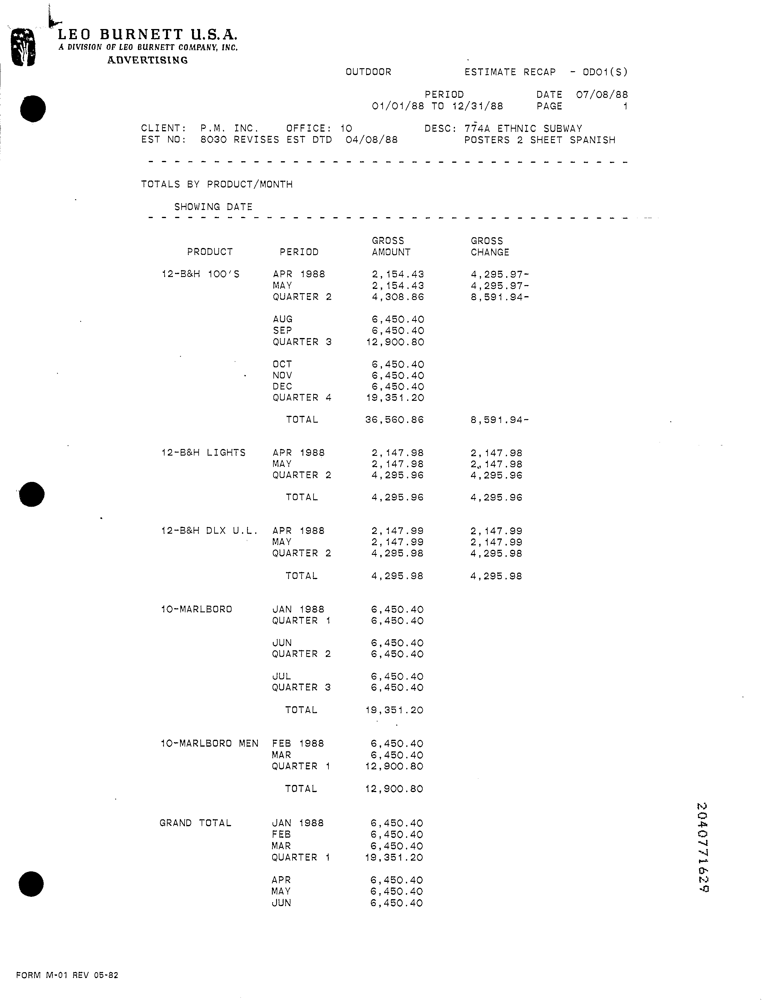 LEO BURNETT U.S.A.
A DIVISION OF LEO BURNETT COMPANY, INC.
ADVERTISING
OUTDOOR ESTIMATE RECAP - OD01(S)
PERIOD DATE 07/08/88
01/01/88 TO 12/31/88 PAGE 1
CLIENT: P.M. INC. OFFICE: 10 DESC: 774A ETHNIC SUBWAY
EST NO: 8030 REVISES EST DTD 04/08/88 POSTERS 2 SHEET SPANISH
- - - - - - - - - - - - - - - - - - - - - - - - - - - - - - - - - - - -
TOTALS BY PRODUCT/MONTH
SHOWING DATE
- - - - - - - - - - - - - - - - - - - - - - - - - - - - - - - - - - - -
GROSS GROSS
PRODUCT PERIOD AMOUNT CHANGE
12-B&H 100'S APR 1988 2,154.43 4,295.97-
MAY 2,154.43 4,295.97-
QUARTER 2 4,308.86 8,591.94-
AUG 6,450.40
SEP 6,450.40
QUARTER 3 12,900.80
OCT 6,450.40
NOV 6,450.40
DEC 6,450.40
QUARTER 4 19,351.20
TOTAL 36,560.86 8,591.94-
12-B&H LIGHTS APR 1988 2,147.98 2,147.98
MAY 2,147.98 2,147.98
QUARTER 2 4,295.96 4,295.96
TOTAL 4,295.96 4,295.96
12-B&H DLX U.L. APR 1988 2,147.99 2,147.99
MAY 2,147.99 2,147.99
QUARTER 2 4,295.98 4,295.98
TOTAL 4,295.98 4,295.98
10-MARLBORO JAN 1988 6,450.40
QUARTER 1 6,450.40
JUN 6,450.40
QUARTER 2 6,450.40
JUL 6,450.40
QUARTER 3 6,450.40
TOTAL 19,351.20
10-MARLBORO MEN FEB 1988 6,450.40
MAR 6,450.40
QUARTER 1 12,900.80
TOTAL 12,900.80
GRAND TOTAL JAN 1988 6,450.40
FEB 6,450.40
MAR 6,450.40
QUARTER 1 19,351.20
APR 6,450.40
MAY 6,450.40
JUN 6,450.40
2040771629
FORM M-01 REV 05-82